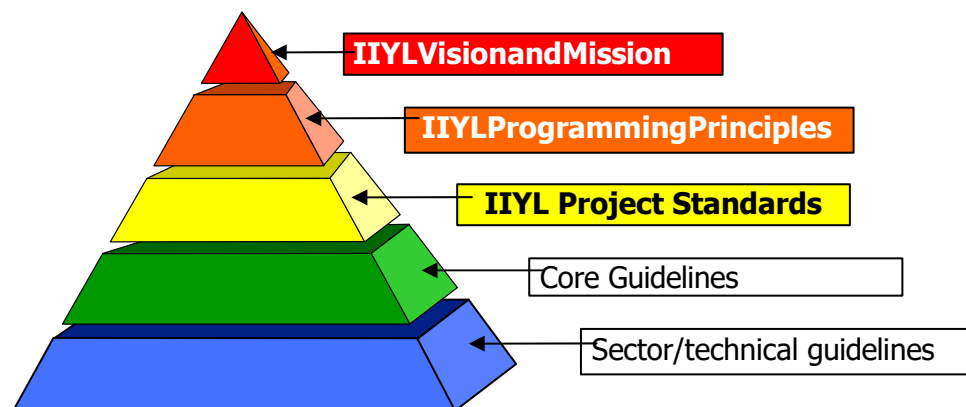 IIYLVisionandMission
IIYLProgrammingPrinciples
IIYL Project Standards
Core Guidelines
Sector/technical guidelines